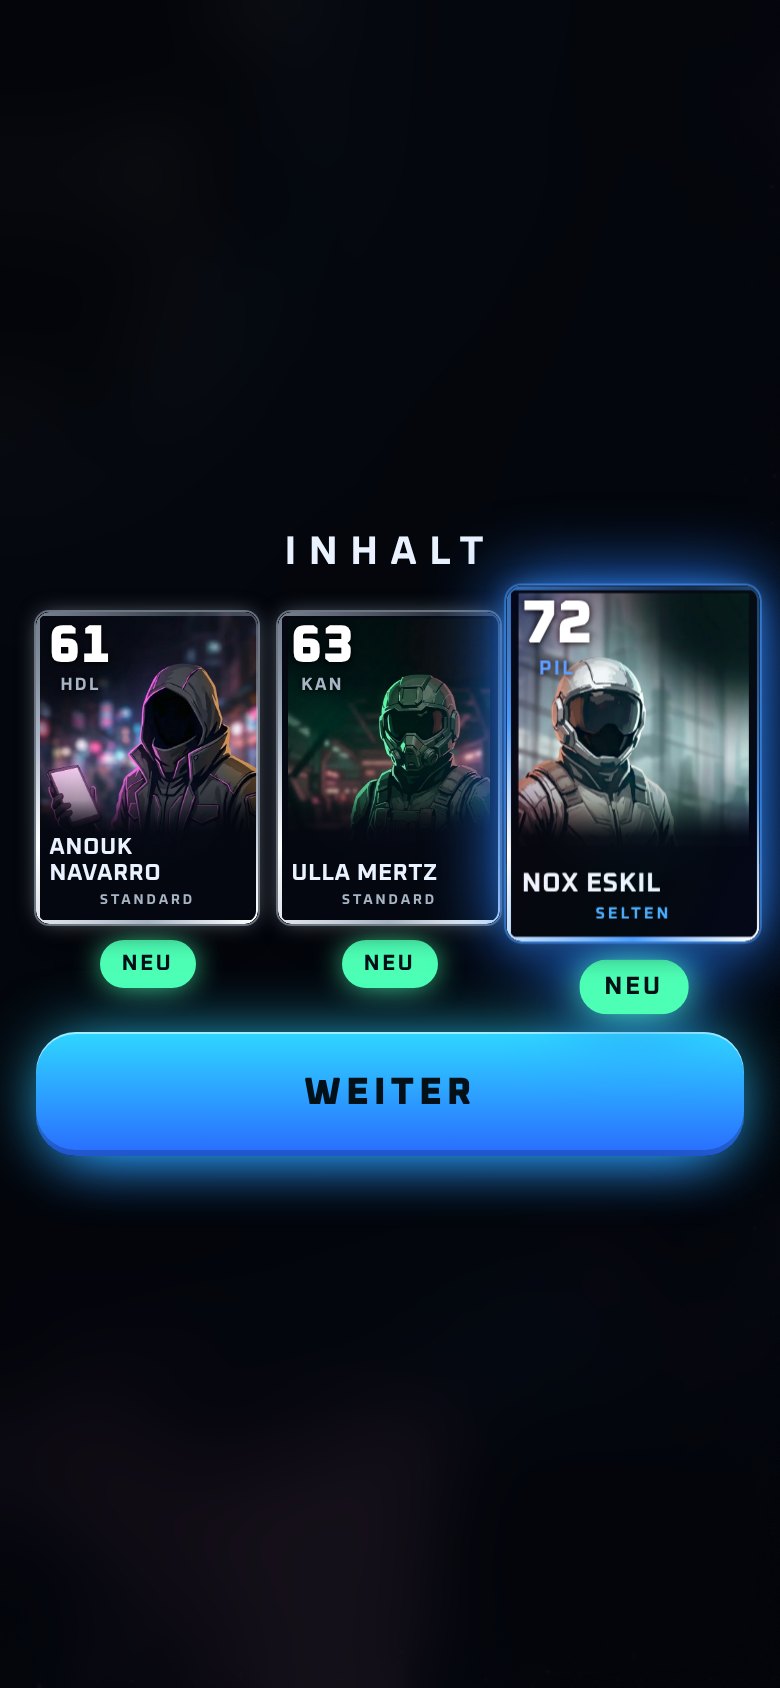 INHALT
61
HDL
ANOUK
NAVARRO
STANDARD
NEU
63
KAN
ULLA MERTZ
STANDARD
NEU
72
PIL
NOX ESKIL
SELTEN
NEU
WEITER